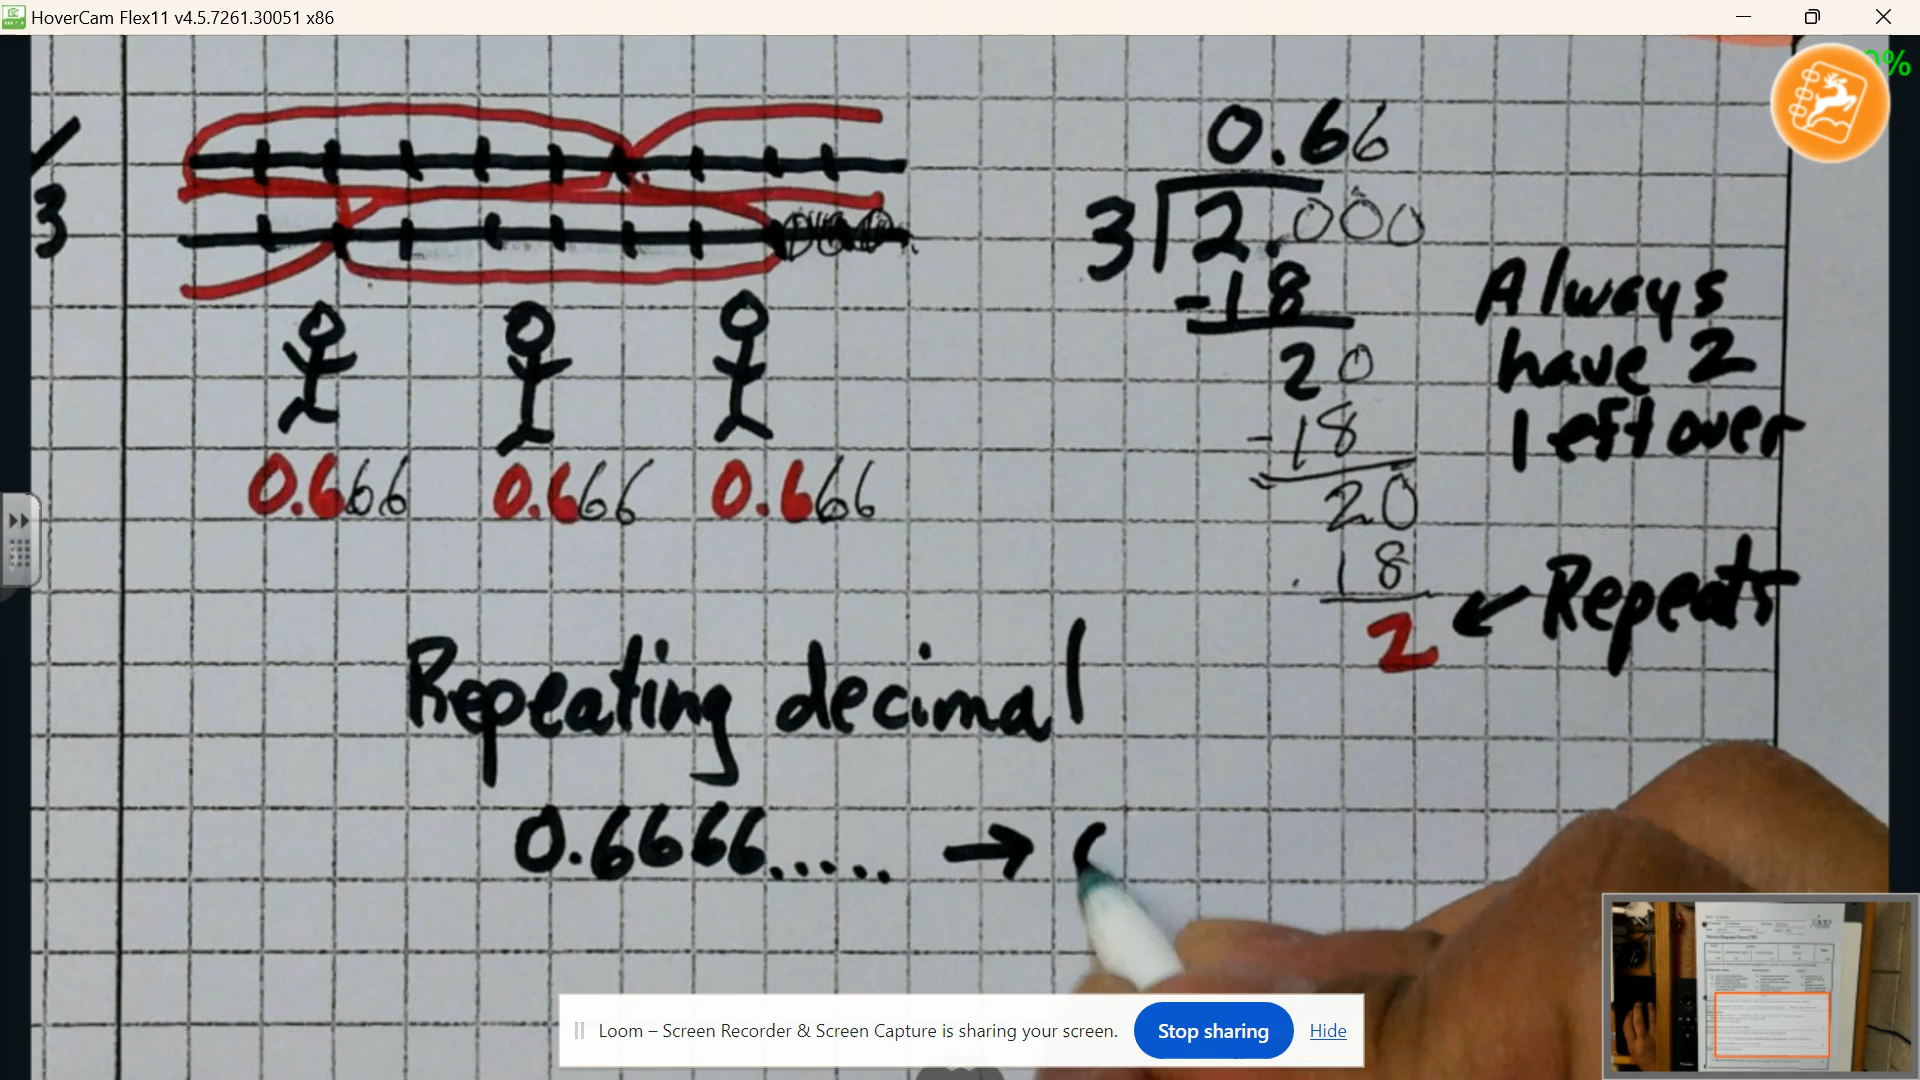 HoverCam Flex11 v4.5.7261.30051 x86
%
3
0.66
3 2.000
-18
20
-18
20
18
2
Always
have 2
left over
Repeats
0.666 0.666 0.666
Repeating decimal
0.6666..... →
Loom – Screen Recorder & Screen Capture is sharing your screen. Stop sharing Hide